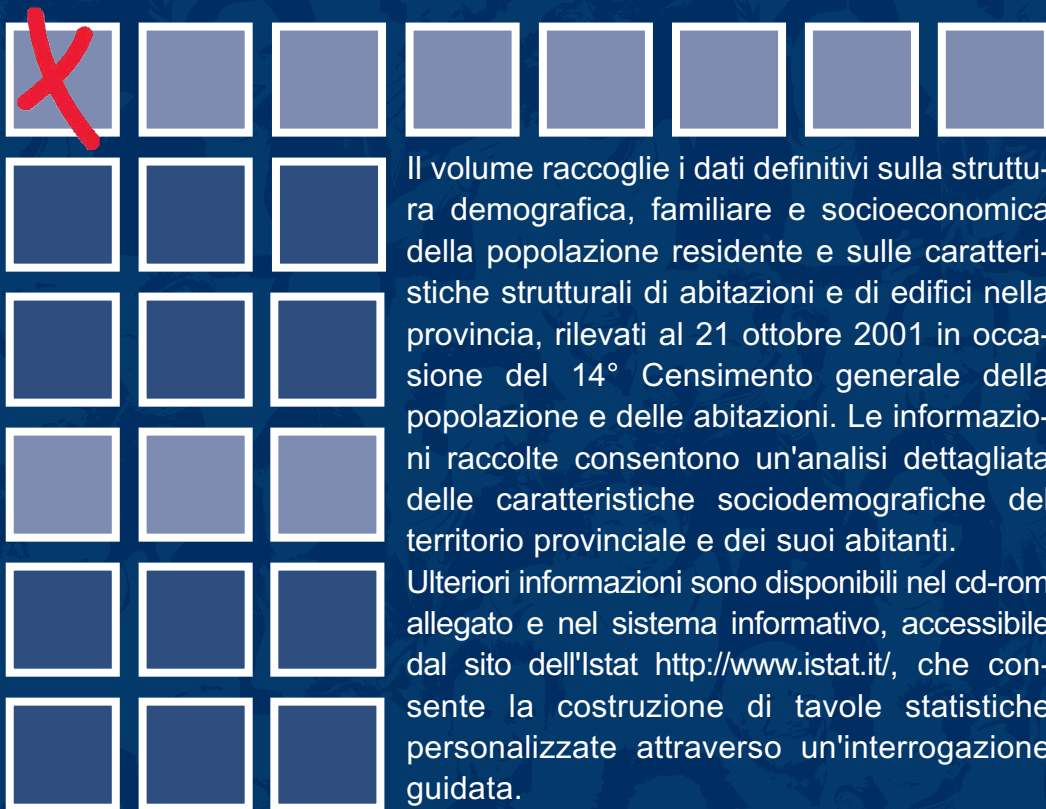 Il volume raccoglie i dati definitivi sulla struttu-
ra demografica, familiare e socioeconomica
della popolazione residente e sulle caratteri-
stiche strutturali di abitazioni e di edifici nella
provincia, rilevati al 21 ottobre 2001 in occa-
sione del 14° Censimento generale della
popolazione e delle abitazioni. Le informazio-
ni raccolte consentono un'analisi dettagliata
delle caratteristiche sociodemografiche del
territorio provinciale e dei suoi abitanti.
Ulteriori informazioni sono disponibili nel cd-rom
allegato e nel sistema informativo, accessibile
dal sito dell'Istat http://www.istat.it/, che con-
sente la costruzione di tavole statistiche
personalizzate attraverso un'interrogazione
guidata.